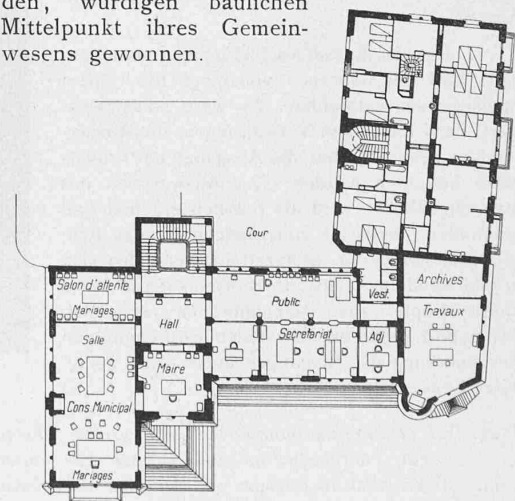 den, würdigen baulichen
Mittelpunkt ihres Gemein-
wesens gewonnen.
Cour
Salon d'attente
Mariages
Hall
Public
Vest.
Archives
Travaux
Salle
Maire
Secretariat
Adj
Cons Municipal
Mariages